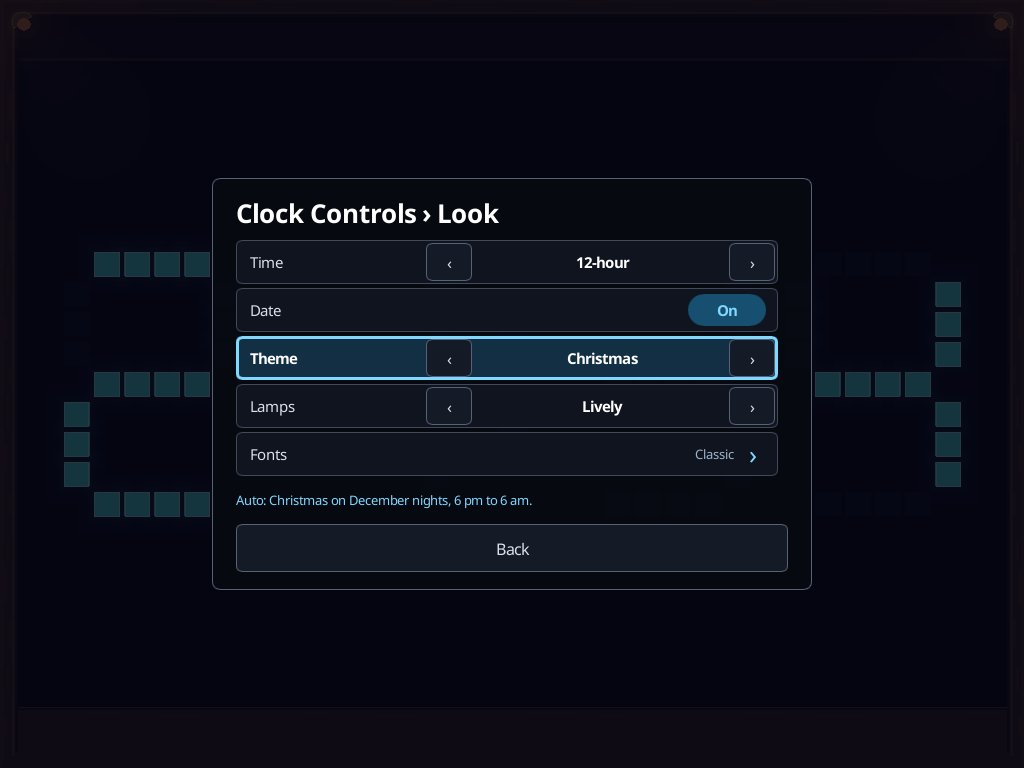 Clock Controls › Look
Time ‹ 12-hour ›
Date On
Theme ‹ Christmas ›
Lamps ‹ Lively ›
Fonts Classic ›
Auto: Christmas on December nights, 6 pm to 6 am.
Back